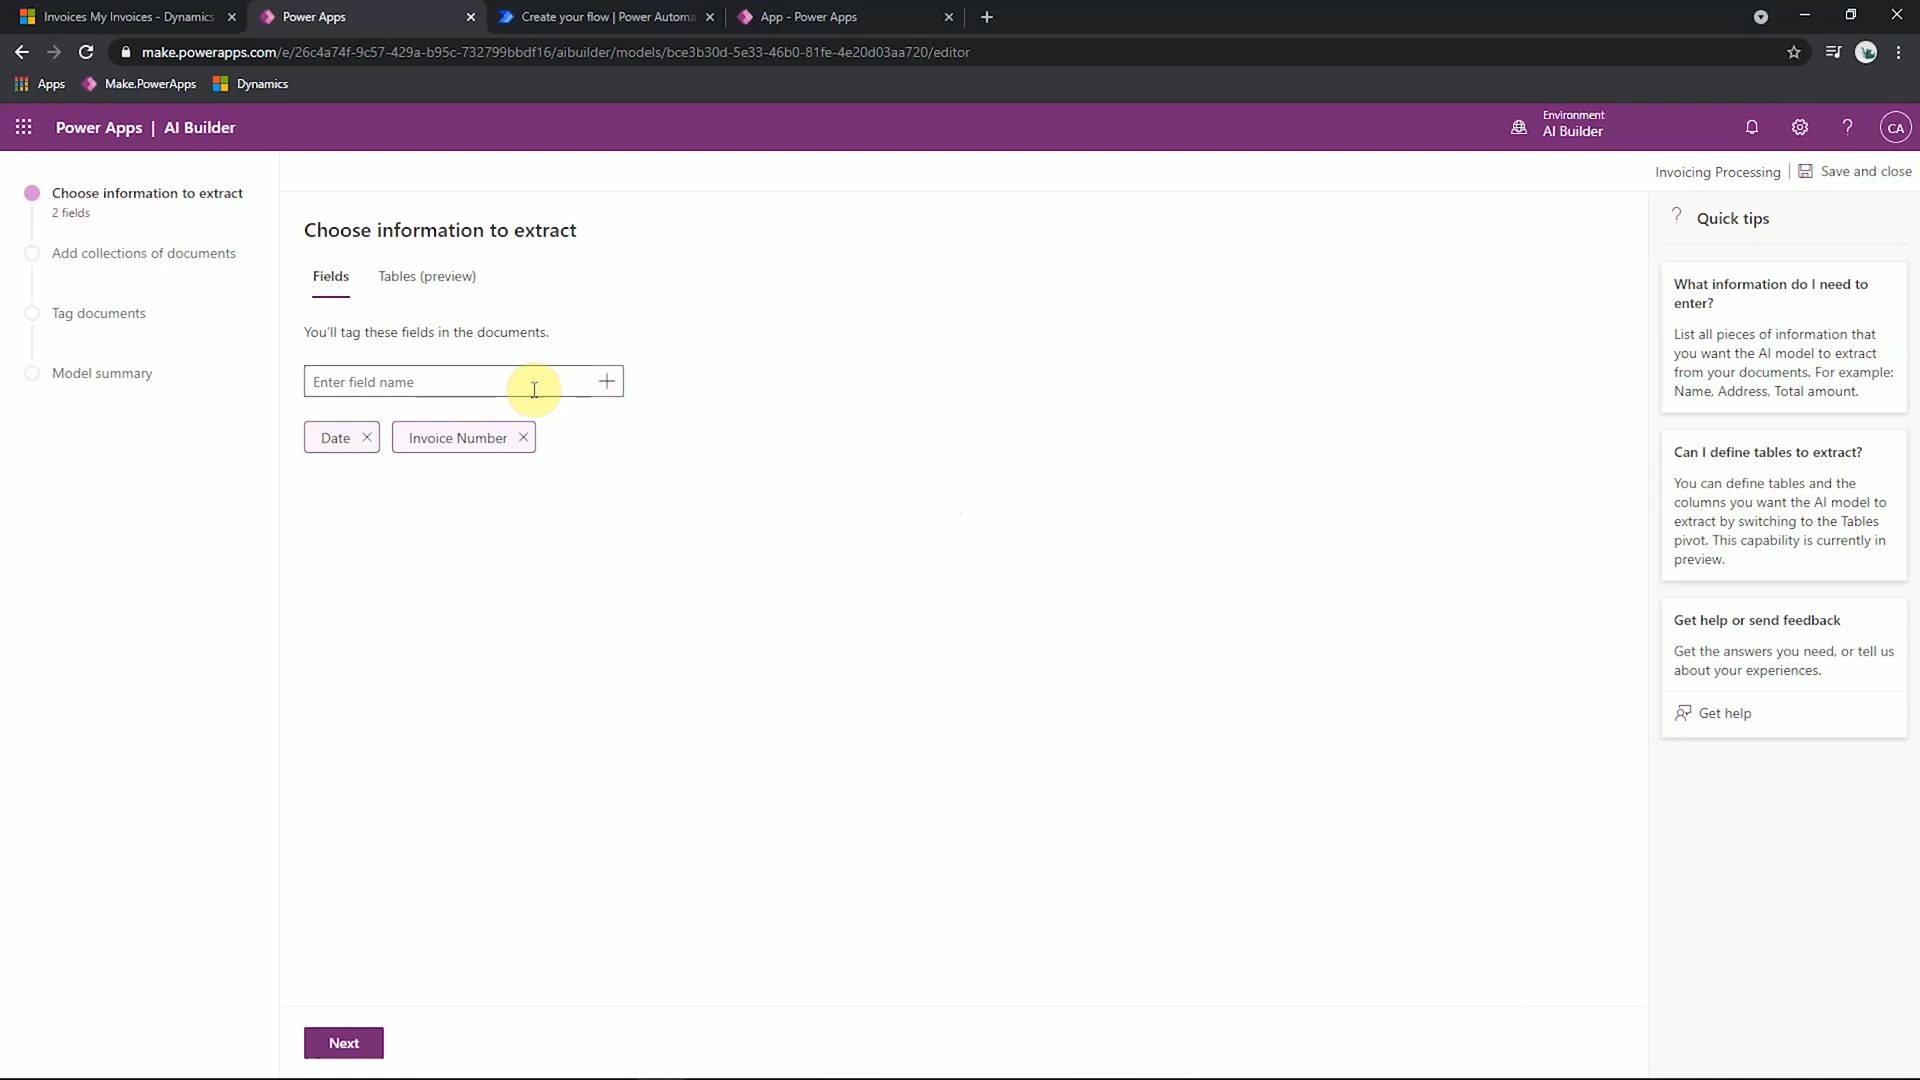 Invoices My Invoices - Dynamics
Power Apps
Create your flow | Power Automa
App - Power Apps
make.powerapps.com/e/26c4a74f-9c57-429a-b95c-732799bbdf16/aibuilder/models/bce3b30d-5e33-46b0-81fe-4e20d03aa720/editor
Apps
Make.PowerApps
Dynamics
Power Apps | AI Builder
Environment
AI Builder
?
CA
Invoicing Processing
Save and close
Choose information to extract
2 fields
Add collections of documents
Tag documents
Model summary
Choose information to extract
Fields
Tables (preview)
You'll tag these fields in the documents.
Enter field name
Date
Invoice Number
Next
? Quick tips
What information do I need to
enter?
List all pieces of information that
you want the AI model to extract
from your documents. For example:
Name, Address, Total amount.
Can I define tables to extract?
You can define tables and the
columns you want the AI model to
extract by switching to the Tables
pivot. This capability is currently in
preview.
Get help or send feedback
Get the answers you need, or tell us
about your experiences.
Get help